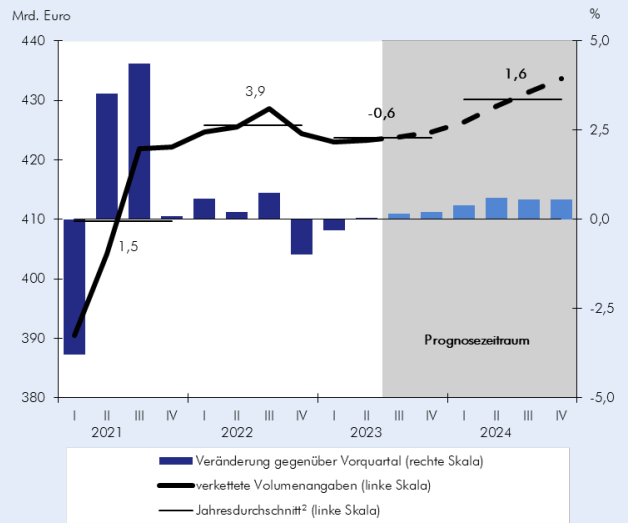 Mrd. Euro %
440 5,0
430 2,5
420 0,0
410 -2,5
400 -5,0
390
380
3,9
-0,6
1,6
1,5
Prognosezeitraum
I II III IV I II III IV I II III IV I II III IV
2021 2022 2023 2024
Veränderung gegenüber Vorquartal (rechte Skala)
verkettete Volumenangaben (linke Skala)
Jahresdurchschnitt² (linke Skala)